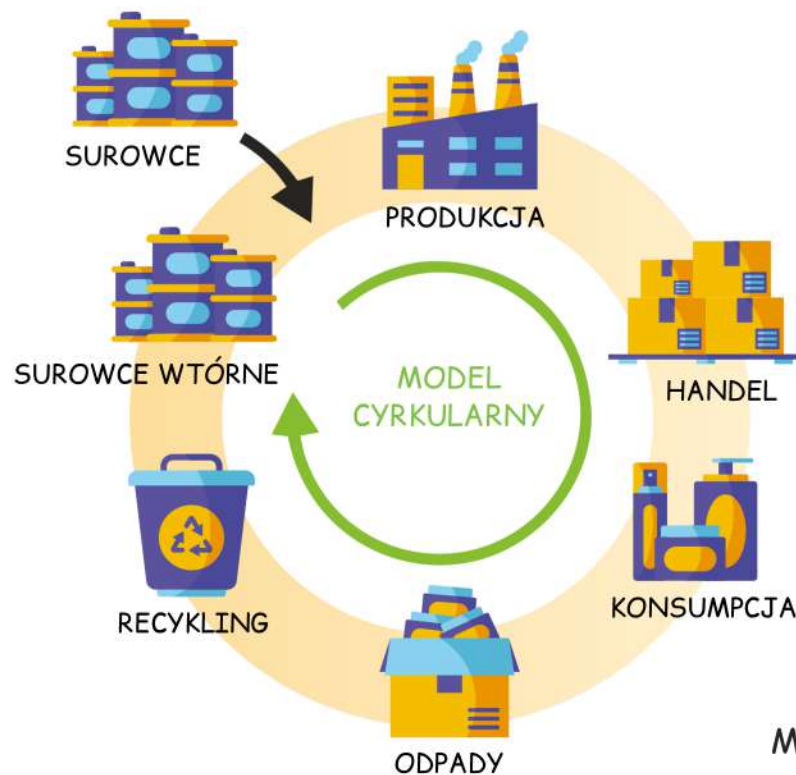 SUROWCE
PRODUKCJA
SUROWCE WTÓRNE
MODEL
CYRKULARNY
HANDEL
RECYKLING
KONSUMPCJA
ODPADY
M